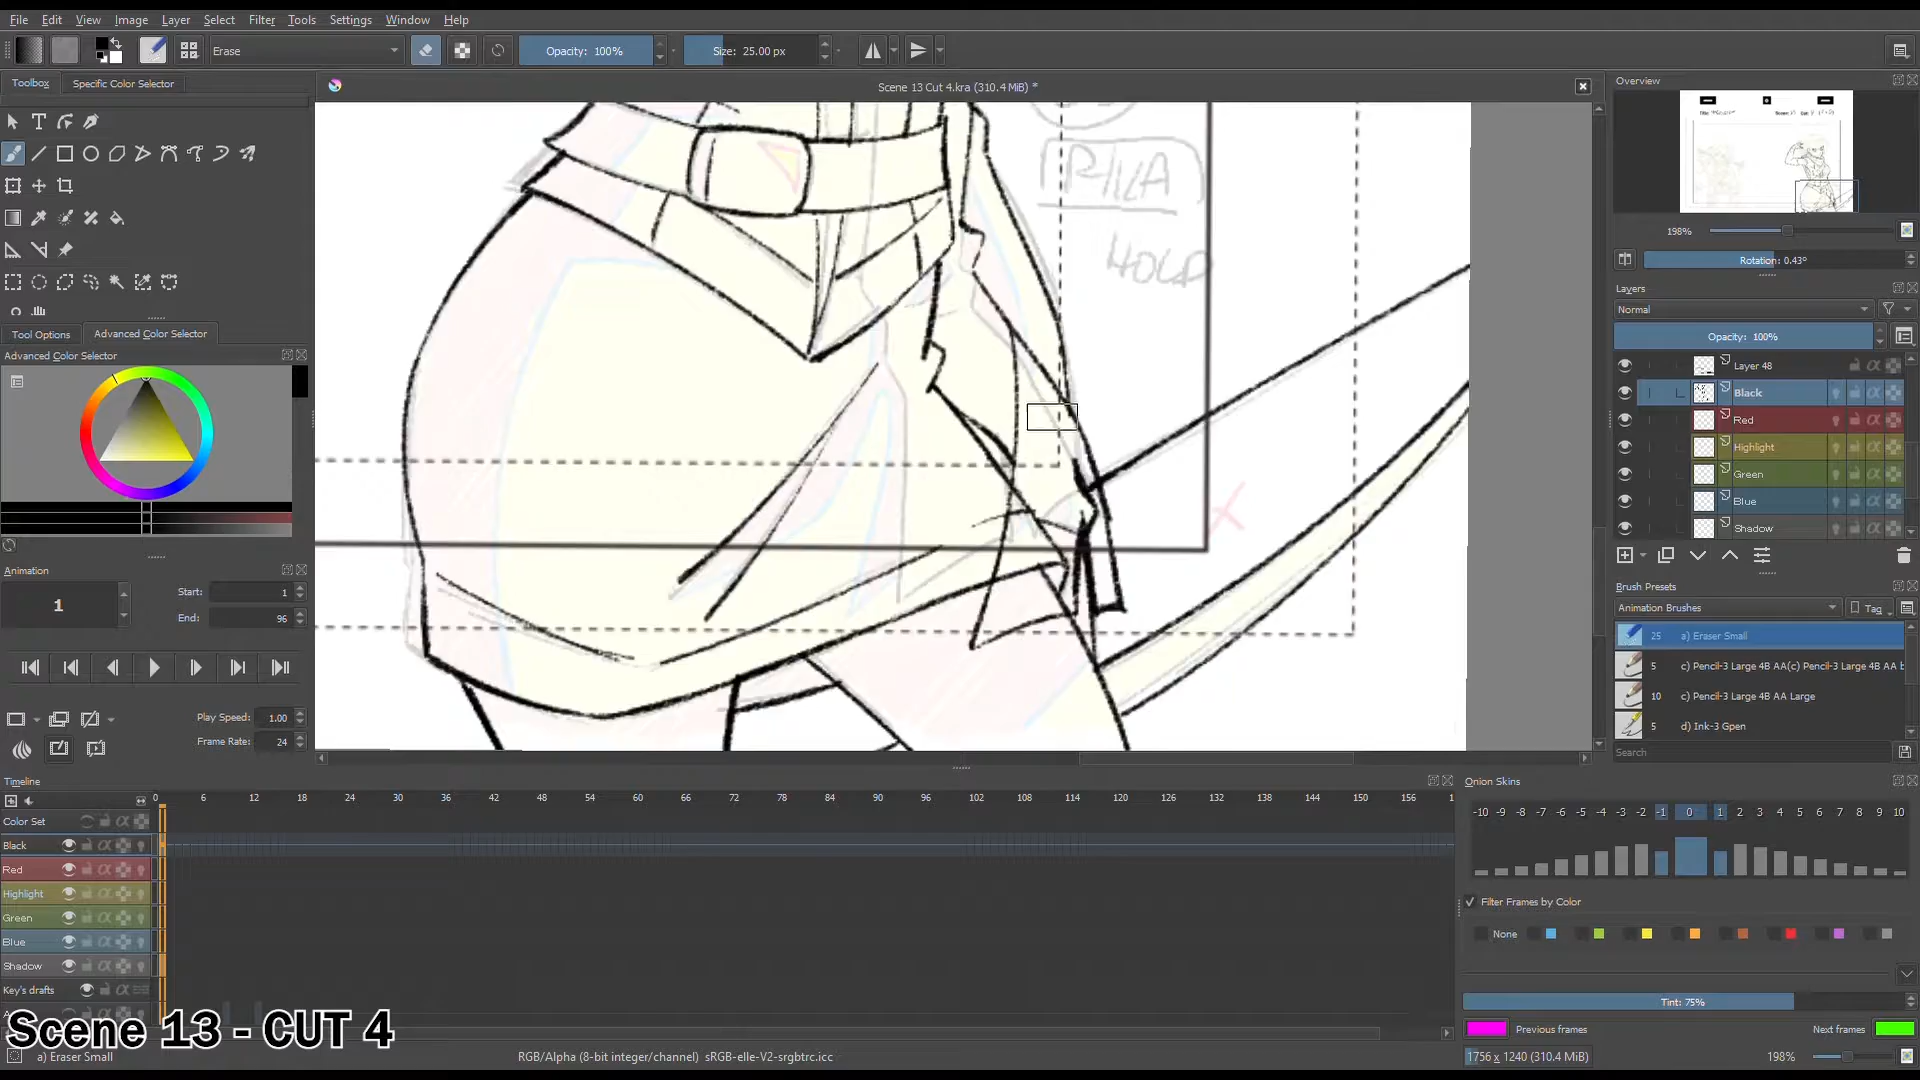 File Edit View Image Layer Select Filter Tools Settings Window Help
Erase Opacity: 100% Size: 25.00 px
Toolbox Specific Color Selector
Scene 13 Cut 4.kra (310.4 MiB) *
Overview
198%
Rotation: 0.43°
Layers
Normal
Opacity: 100%
Layer 48
Black
Red
Highlight
Green
Blue
Shadow
HOLD
Tool Options Advanced Color Selector
Advanced Color Selector
Animation
1
Start: 1
End: 96
Play Speed: 1.00
Frame Rate: 24
Brush Presets
Animation Brushes Tag
25 a) Eraser Small
5 c) Pencil-3 Large 4B AA(c) Pencil-3 Large 4B AA b
10 c) Pencil-3 Large 4B AA Large
5 d) Ink-3 Gpen
Search
Timeline
0 6 12 18 24 30 36 42 48 54 60 66 72 78 84 90 96 102 108 114 120 126 132 138 144 150 156 1
Color Set
Black
Red
Highlight
Green
Blue
Shadow
Key's drafts
Onion Skins
-10 -9 -8 -7 -6 -5 -4 -3 -2 -1 0 1 2 3 4 5 6 7 8 9 10
Filter Frames by Color
None
Tint: 75%
Previous frames Next frames
Scene 13 - CUT 4
a) Eraser Small
RGB/Alpha (8-bit integer/channel) sRGB-elle-V2-srgbtrc.icc
1756 x 1240 (310.4 MiB)
198%